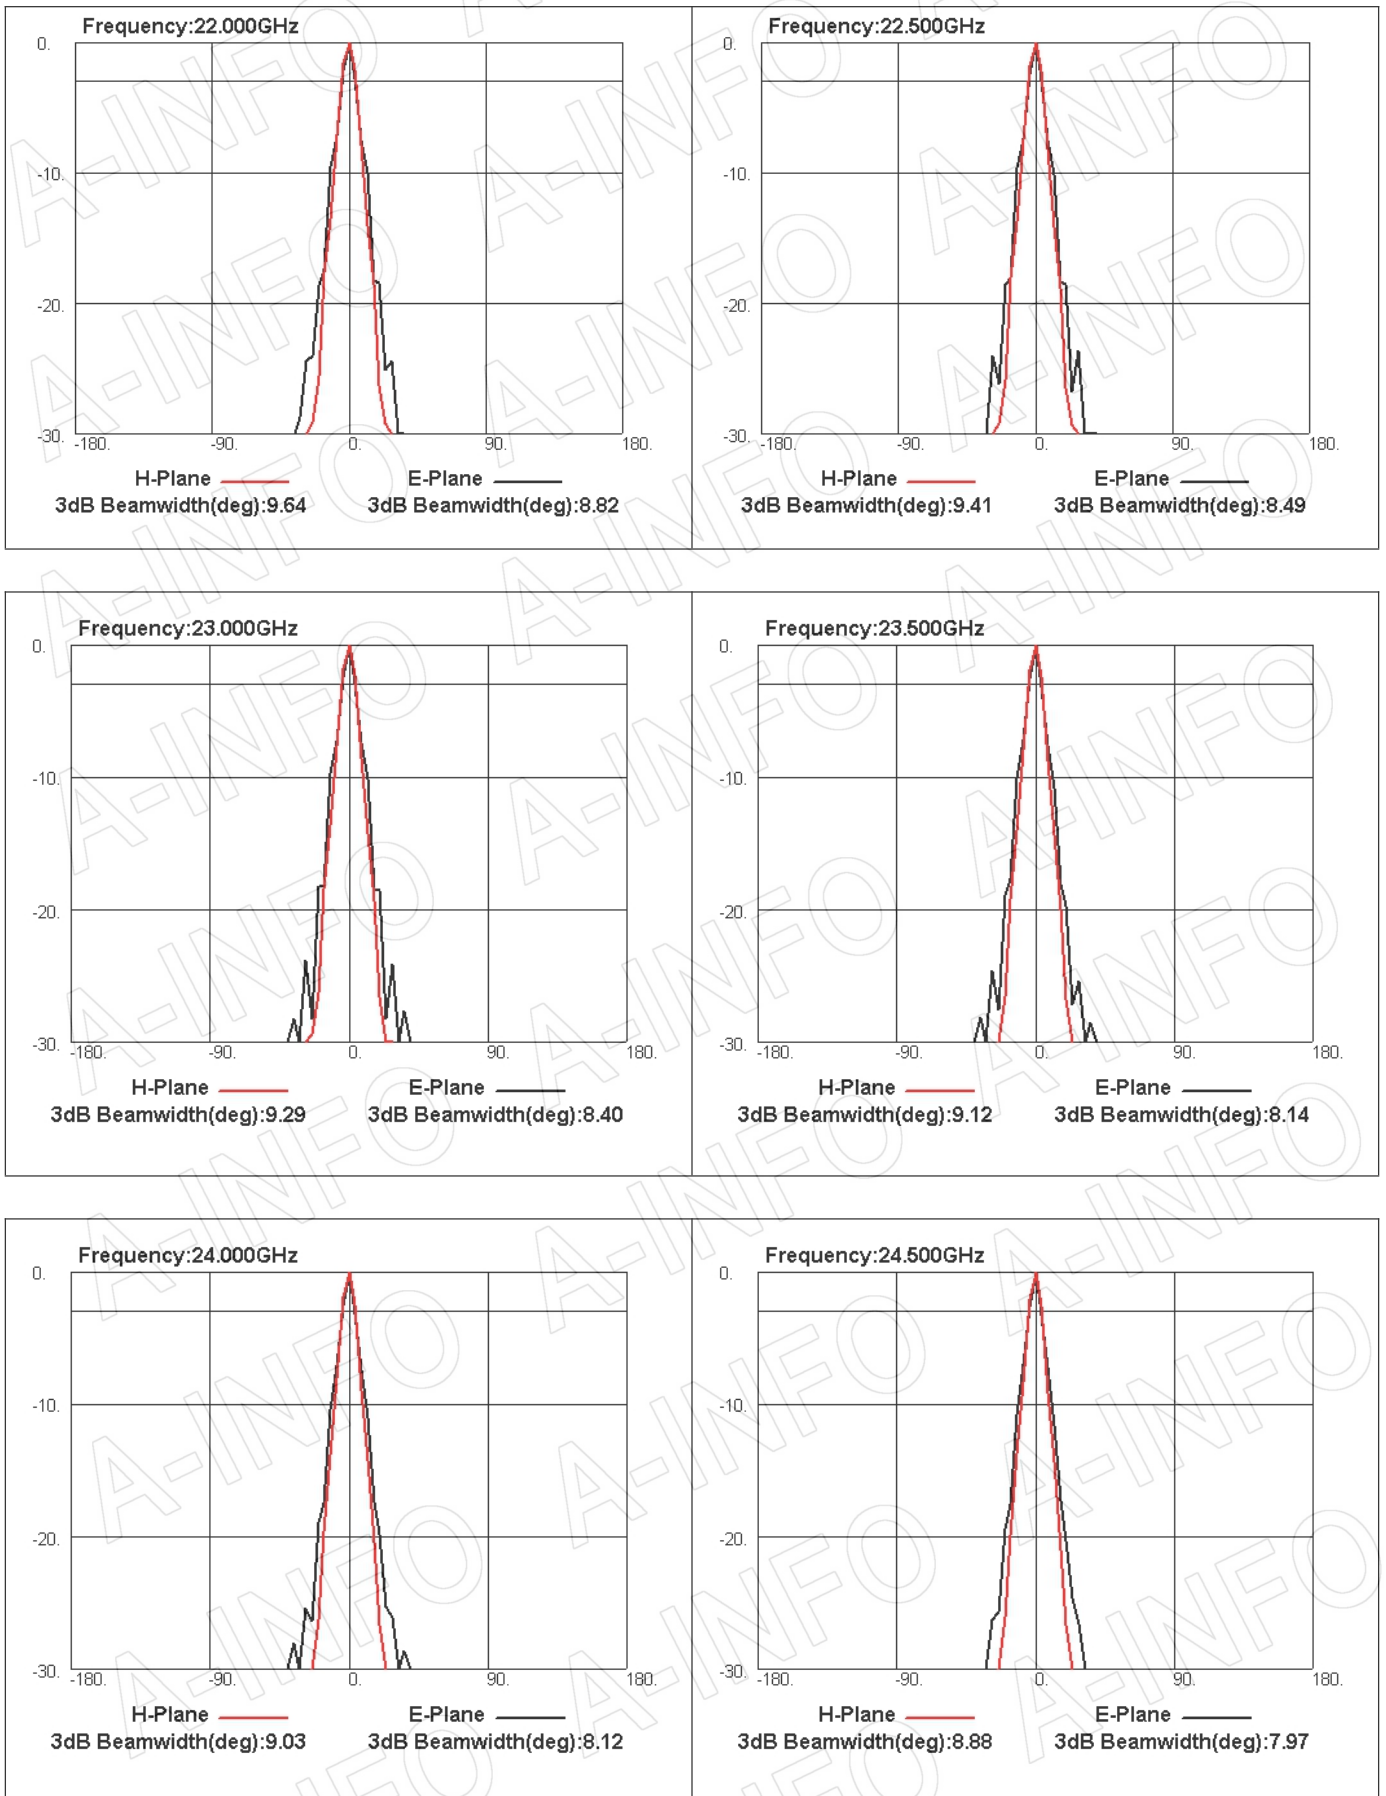 Frequency:22.000GHz
0.
-10.
-20.
-30.
-180. -90. 0. 90. 180.
H-Plane E-Plane
3dB Beamwidth(deg):9.64 3dB Beamwidth(deg):8.82
Frequency:22.500GHz
0.
-10.
-20.
-30.
-180. -90. 0. 90. 180.
H-Plane E-Plane
3dB Beamwidth(deg):9.41 3dB Beamwidth(deg):8.49
Frequency:23.000GHz
0.
-10.
-20.
-30.
-180. -90. 0. 90. 180.
H-Plane E-Plane
3dB Beamwidth(deg):9.29 3dB Beamwidth(deg):8.40
Frequency:23.500GHz
0.
-10.
-20.
-30.
-180. -90. 0. 90. 180.
H-Plane E-Plane
3dB Beamwidth(deg):9.12 3dB Beamwidth(deg):8.14
Frequency:24.000GHz
0.
-10.
-20.
-30.
-180. -90. 0. 90. 180.
H-Plane E-Plane
3dB Beamwidth(deg):9.03 3dB Beamwidth(deg):8.12
Frequency:24.500GHz
0.
-10.
-20.
-30.
-180. -90. 0. 90. 180.
H-Plane E-Plane
3dB Beamwidth(deg):8.88 3dB Beamwidth(deg):7.97
A-INFO